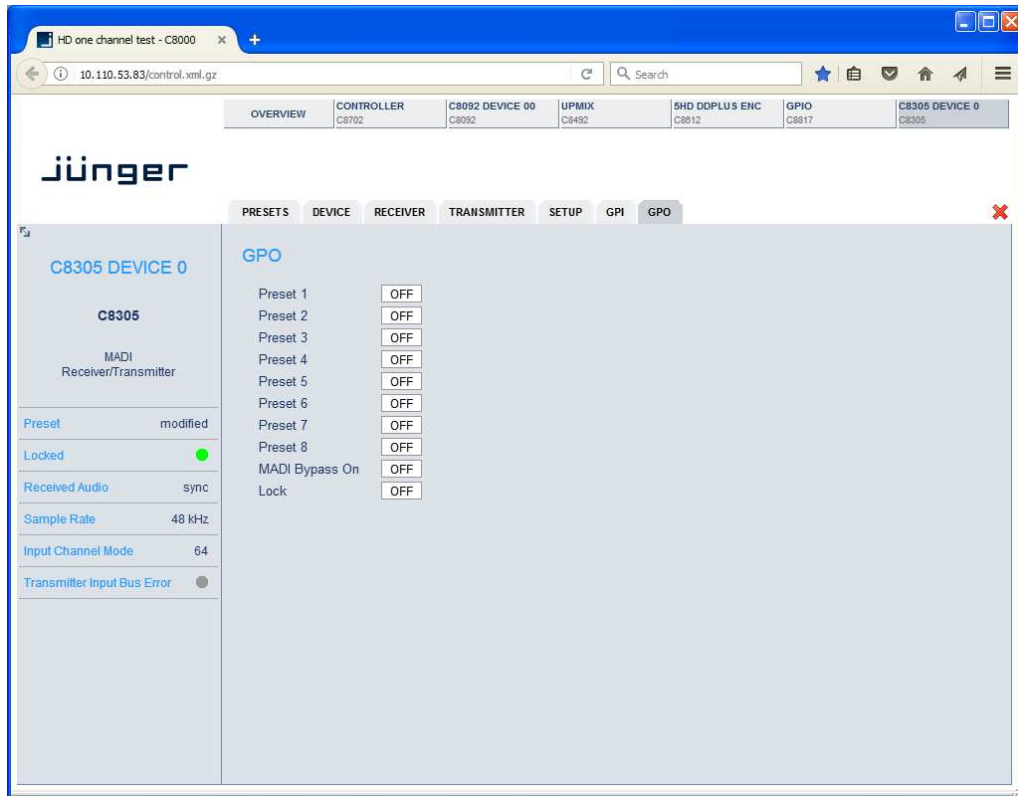 HD one channel test - C8000
10.110.53.83/control.xml.gz
Search
OVERVIEW
CONTROLLER
C8702
C8092 DEVICE 00
C8092
UPMIX
C8492
5HD DDPLUS ENC
C8612
GPIO
C8817
C8305 DEVICE 0
C8305
jünger
PRESETS DEVICE RECEIVER TRANSMITTER SETUP GPI GPO
C8305 DEVICE 0
C8305
MADI
Receiver/Transmitter
Preset modified
Locked
Received Audio sync
Sample Rate 48 kHz
Input Channel Mode 64
Transmitter Input Bus Error
GPO
Preset 1 OFF
Preset 2 OFF
Preset 3 OFF
Preset 4 OFF
Preset 5 OFF
Preset 6 OFF
Preset 7 OFF
Preset 8 OFF
MADI Bypass On OFF
Lock OFF